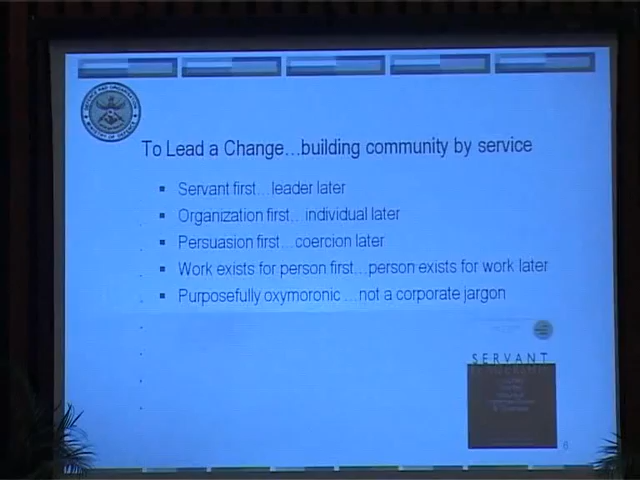 To Lead a Change...building community by service
Servant first...leader later
Organization first... individual later
Persuasion first...coercion later
Work exists for person first...person exists for work later
Purposefully oxymoronic ...not a corporate jargon
SERVANT
6